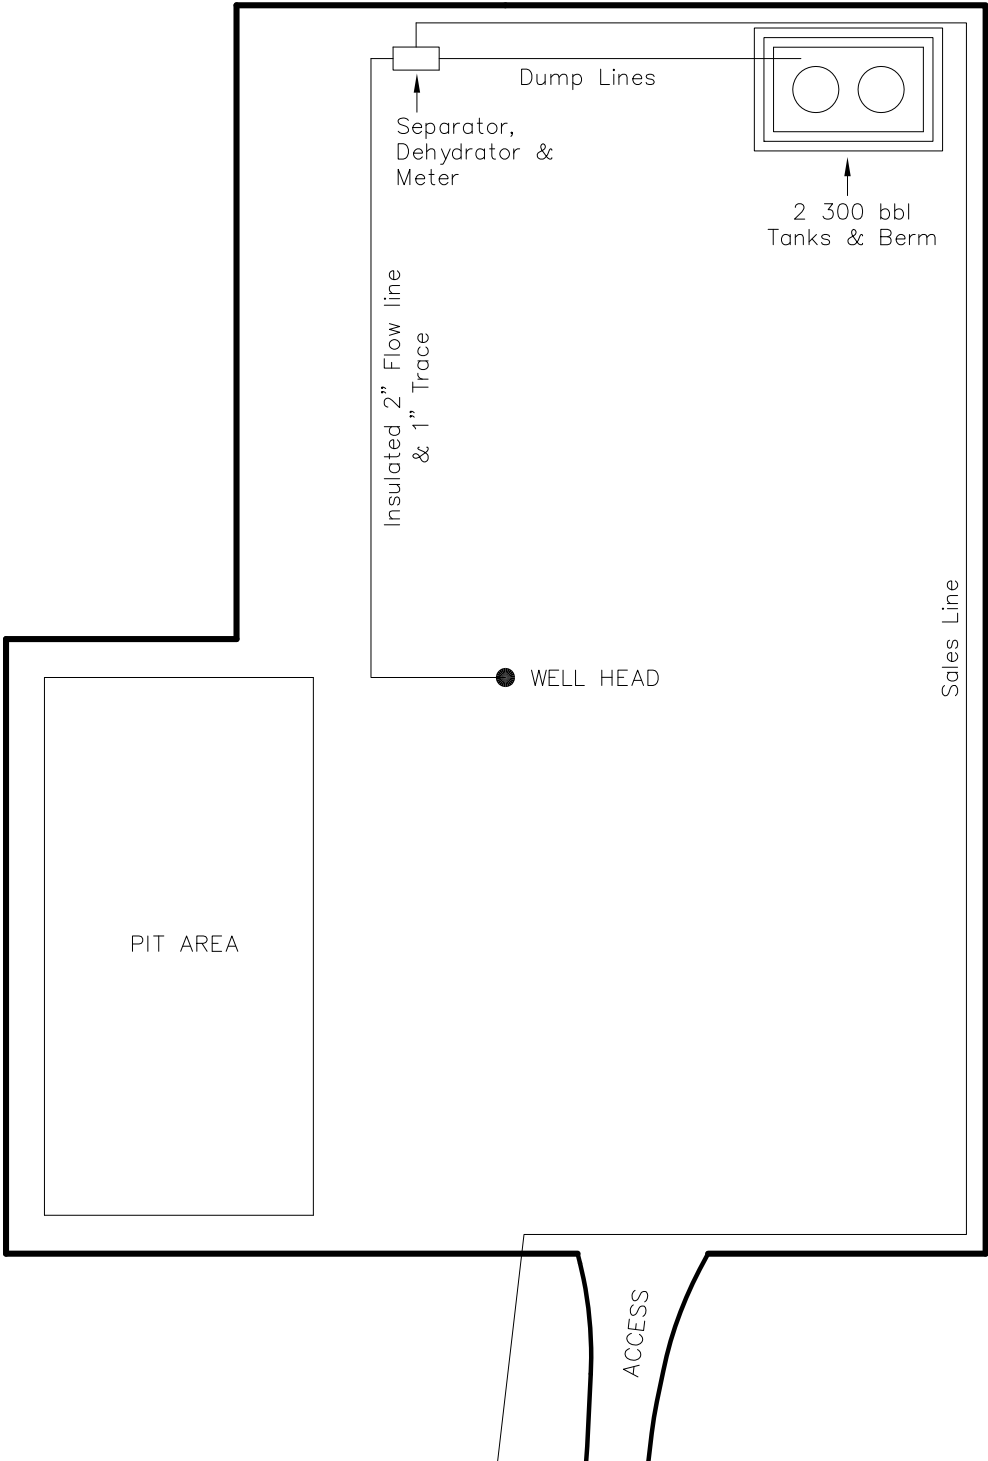 Dump Lines
Separator,
Dehydrator &
Meter
2 300 bbl
Tanks & Berm
Insulated 2" Flow line
& 1" Trace
Sales Line
WELL HEAD
PIT AREA
ACCESS